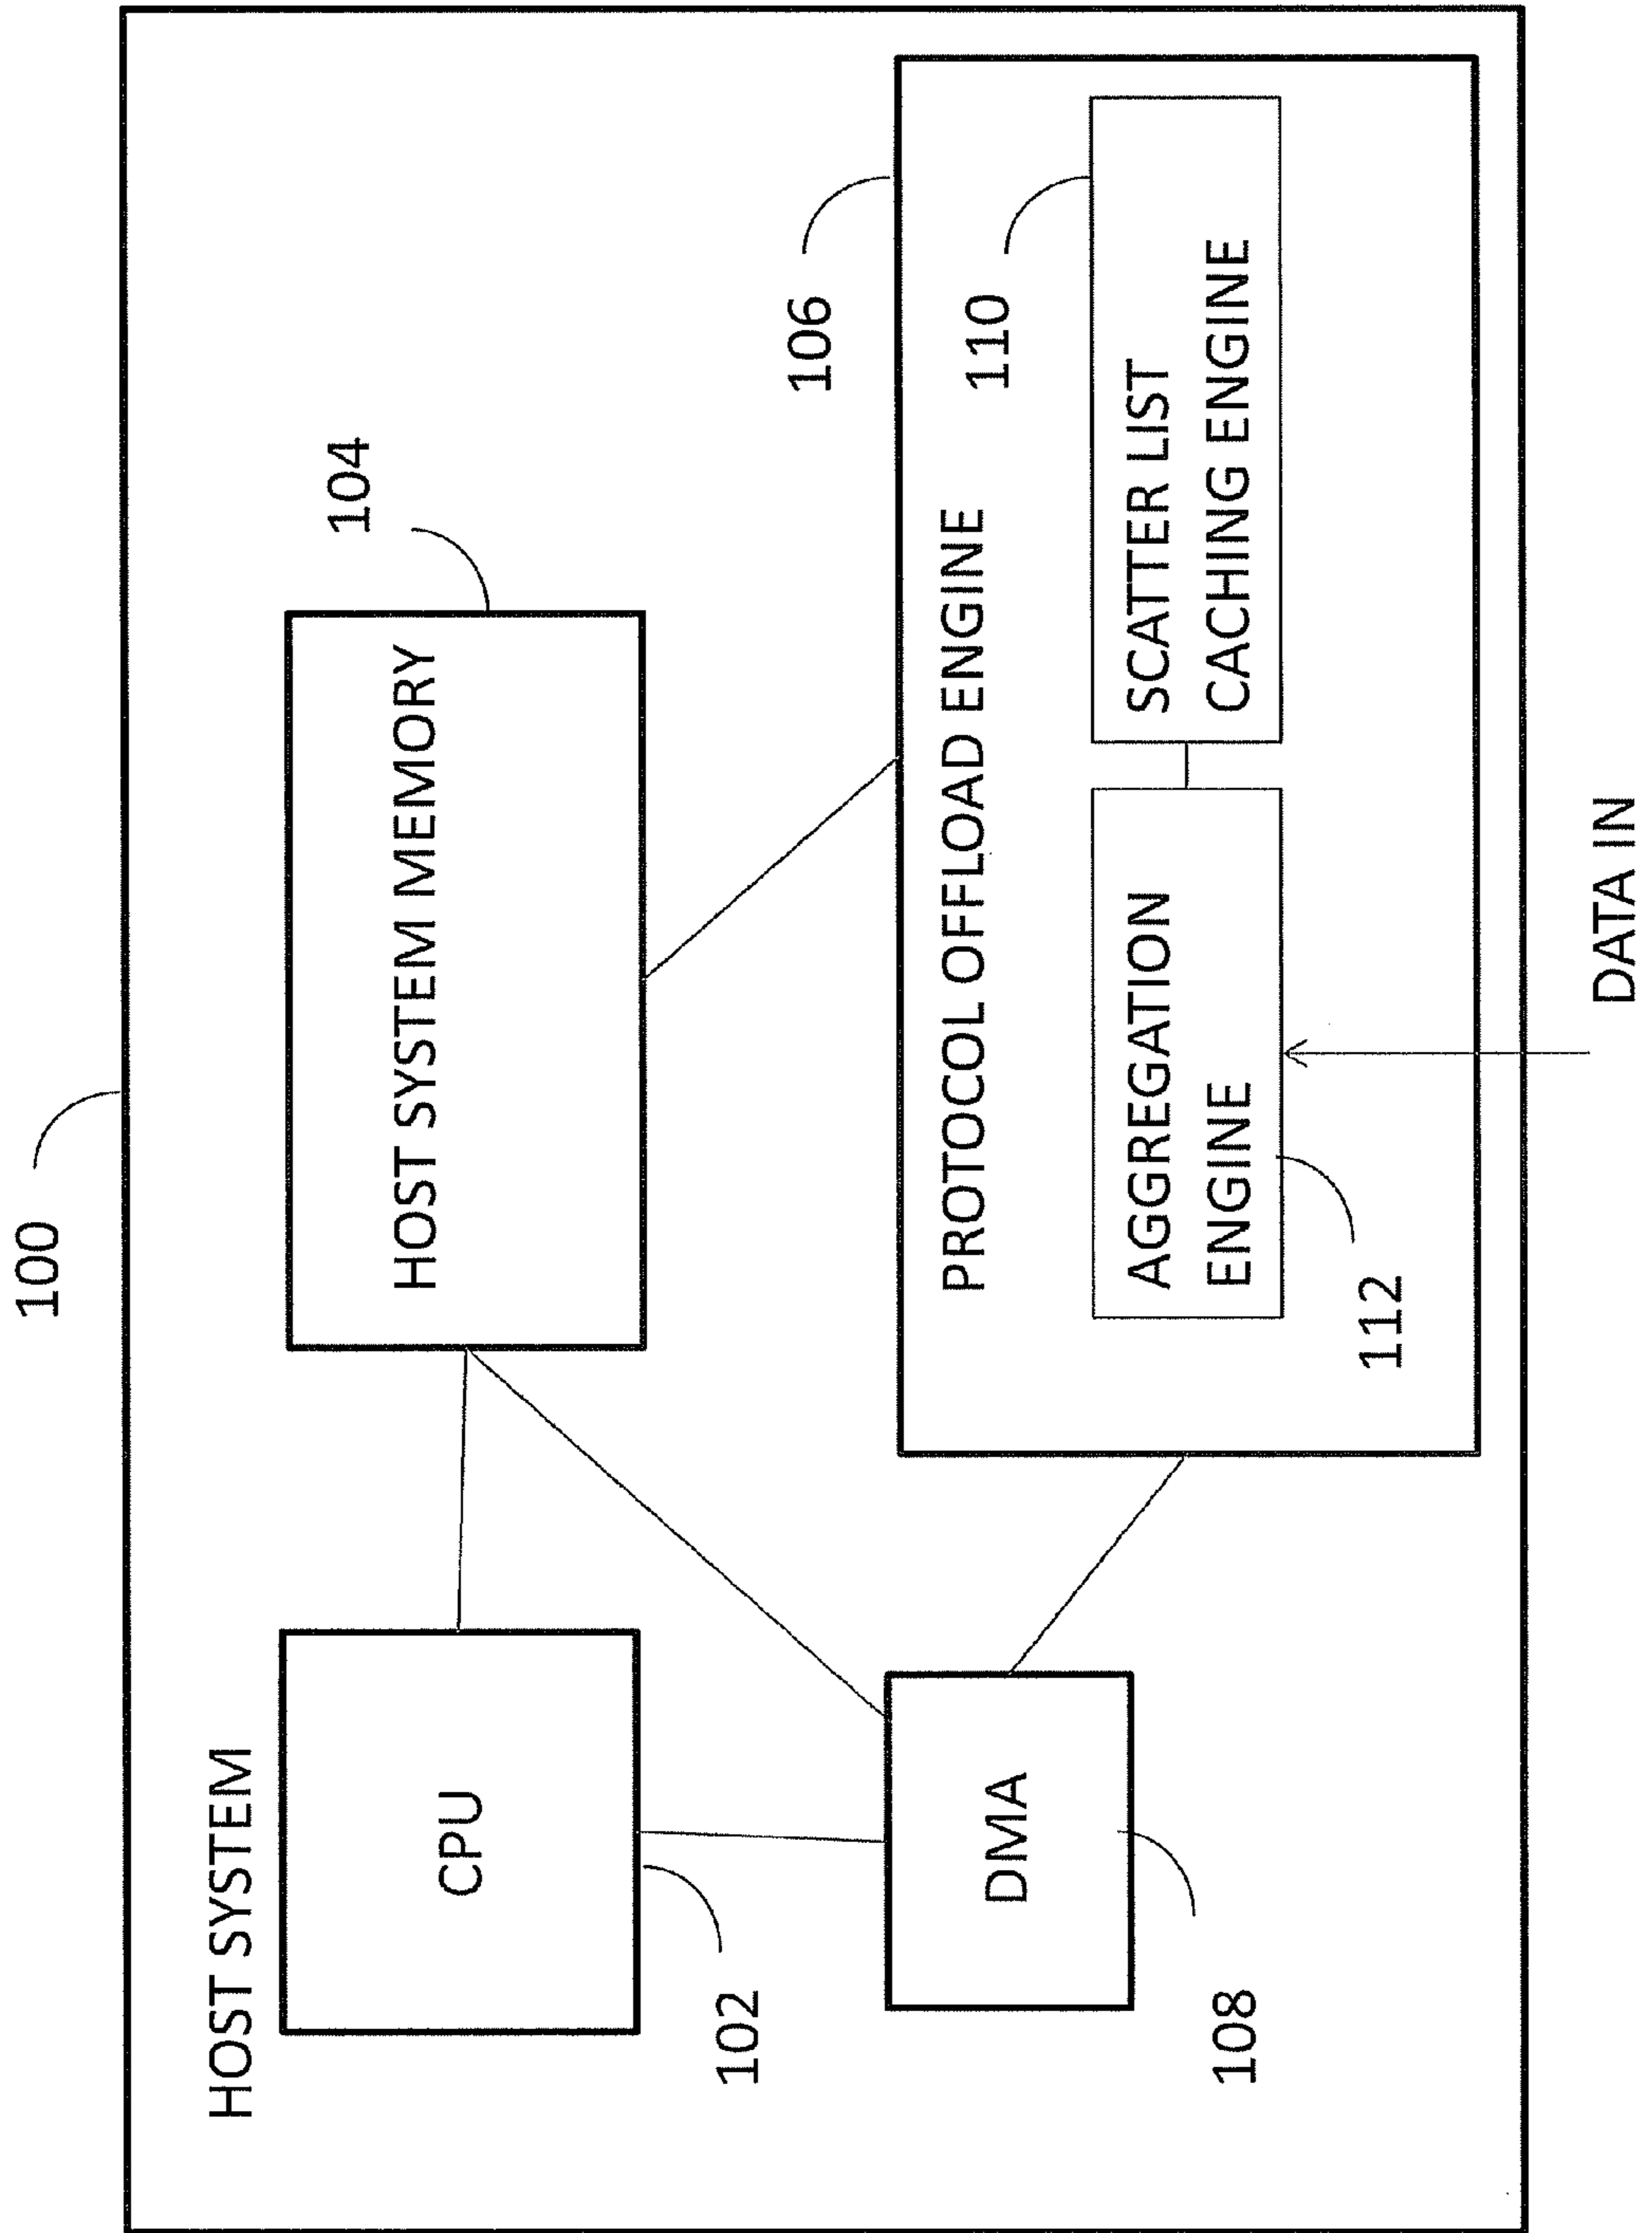 100
HOST SYSTEM
CPU
102
HOST SYSTEM MEMORY
104
DMA
108
PROTOCOL OFFLOAD ENGINE
106
AGGREGATION
ENGINE
112
SCATTER LIST
CACHING ENGINE
110
DATA IN